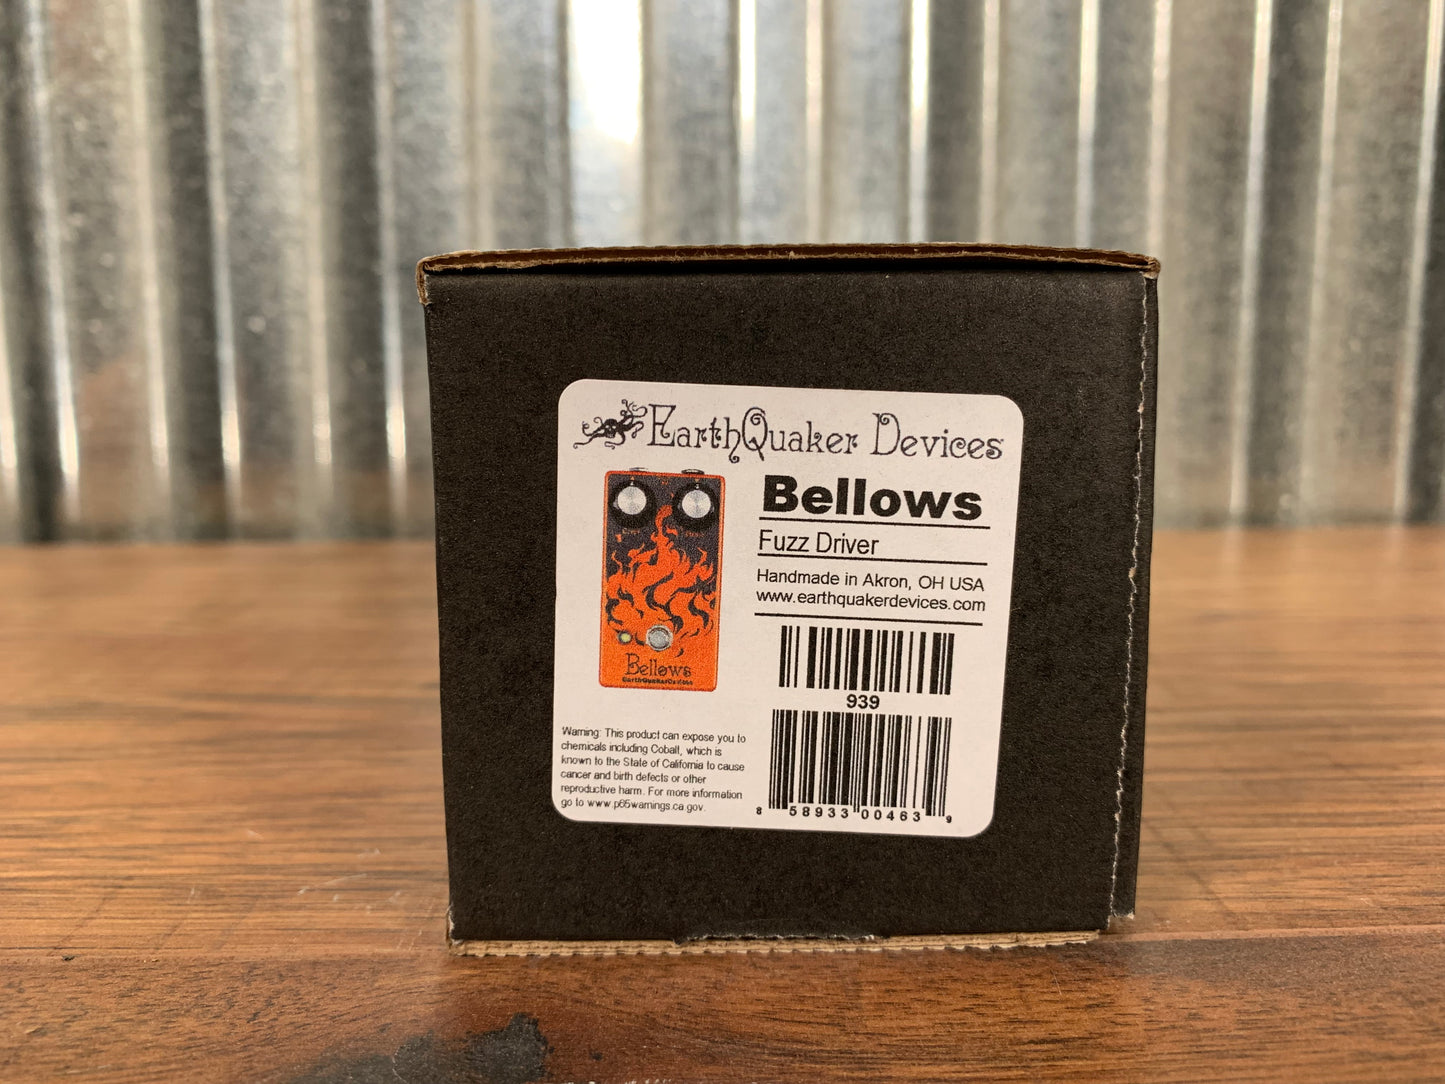 EarthQuaker Devices
Bellows
Fuzz Driver
Handmade in Akron, OH USA
www.earthquakerdevices.com
939
8 58933 00463 9
Bellows
EarthQuakerDevices
Warning: This product can expose you to
chemicals including Cobalt, which is
known to the State of California to cause
cancer and birth defects or other
reproductive harm. For more information
go to www.p65warnings.ca.gov.